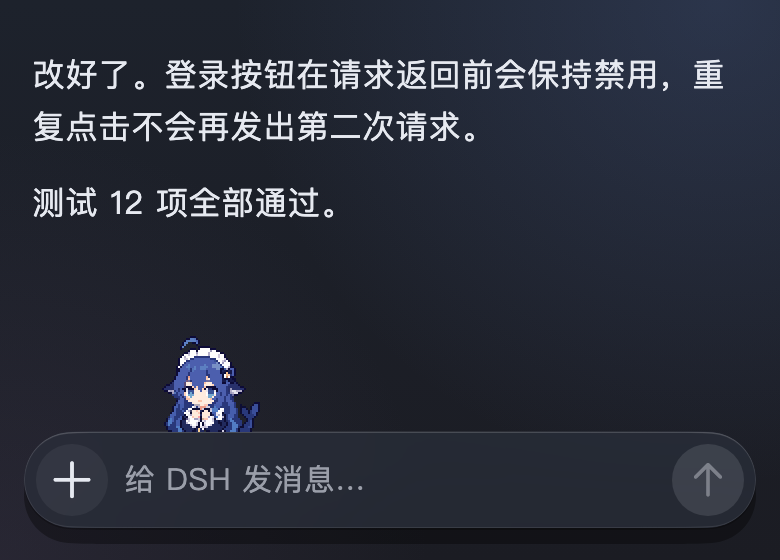 改好了。登录按钮在请求返回前会保持禁用，重
复点击不会再发出第二次请求。
测试 12 项全部通过。
给 DSH 发消息...